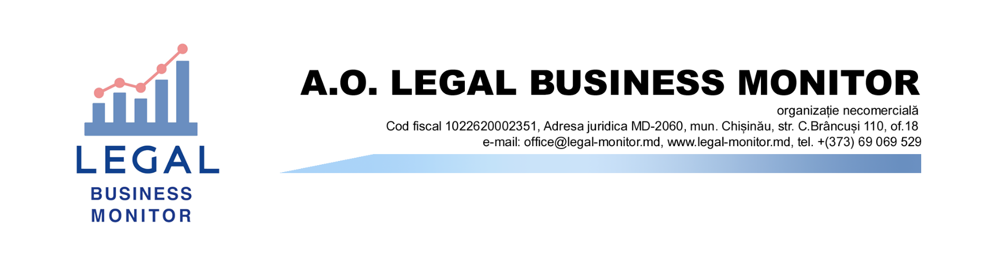 LEGAL
BUSINESS
MONITOR
A.O. LEGAL BUSINESS MONITOR
organizație necomercială
Cod fiscal 1022620002351, Adresa juridica MD-2060, mun. Chișinău, str. C.Brâncuși 110, of.18
e-mail: office@legal-monitor.md, www.legal-monitor.md, tel. +(373) 69 069 529